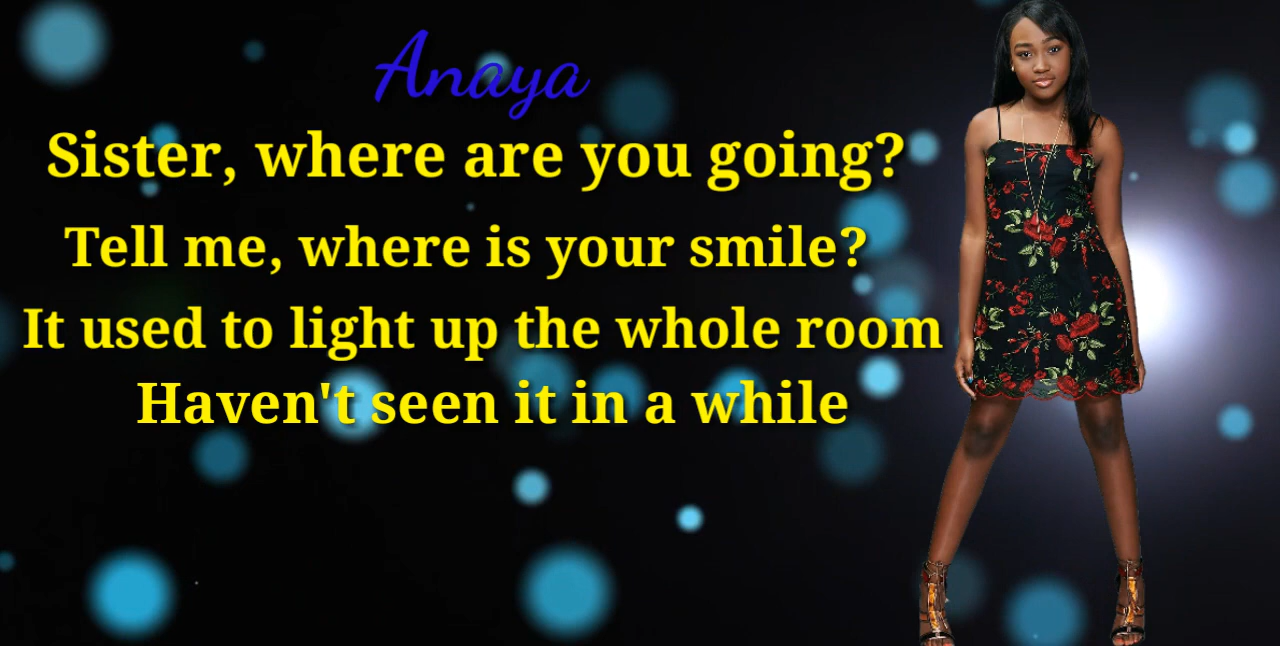 Anaya
Sister, where are you going?
Tell me, where is your smile?
It used to light up the whole room
Haven't seen it in a while